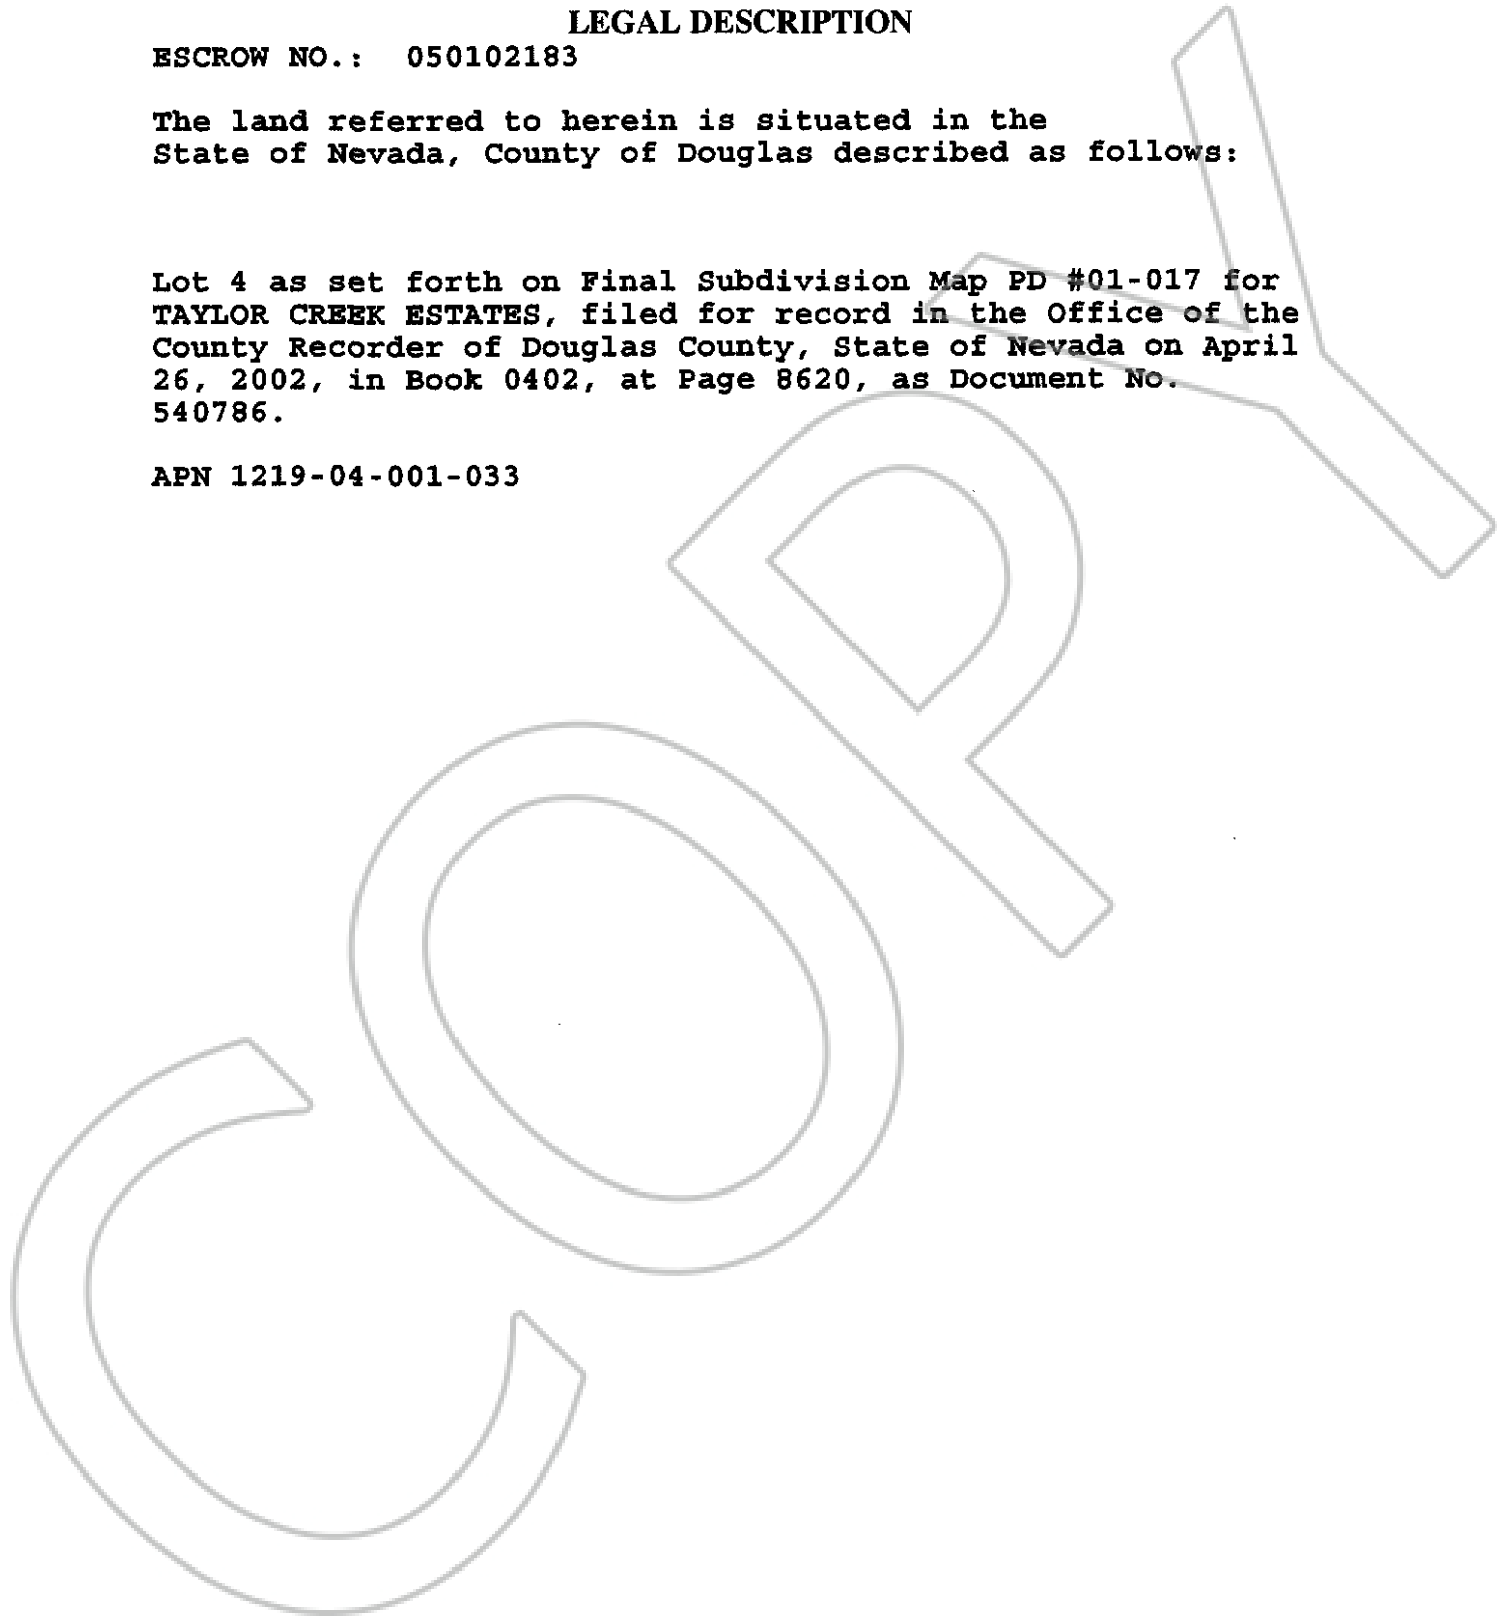 LEGAL DESCRIPTION
ESCROW NO.: 050102183
The land referred to herein is situated in the
State of Nevada, County of Douglas described as follows:
Lot 4 as set forth on Final Subdivision Map PD #01-017 for
TAYLOR CREEK ESTATES, filed for record in the Office of the
County Recorder of Douglas County, State of Nevada on April
26, 2002, in Book 0402, at Page 8620, as Document No.
540786.
APN 1219-04-001-033
COPY